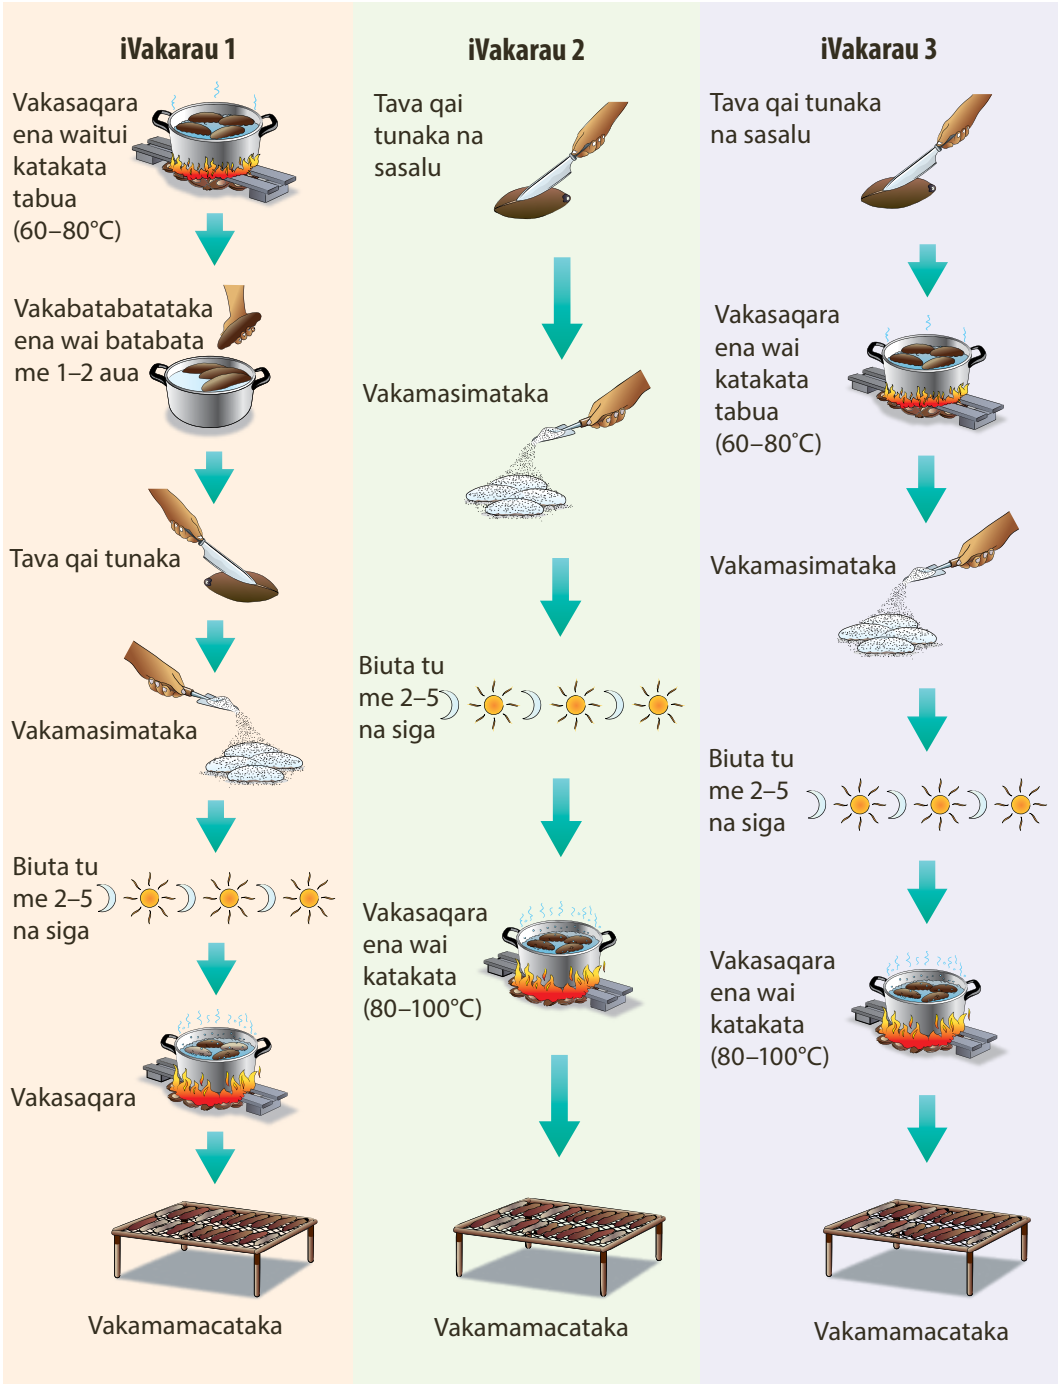 iVakarau 1
Vakasaqara
ena waitui
katakata
tabua
(60–80°C)
Vakabatabatataka
ena wai batabata
me 1–2 aua
Tava qai tunaka
Vakamasimataka
Biuta tu
me 2–5
na siga
Vakasaqara
Vakamamacataka
iVakarau 2
Tava qai
tunaka na
sasalu
Vakamasimataka
Biuta tu
me 2–5
na siga
Vakasaqara
ena wai
katakata
(80–100°C)
Vakamamacataka
iVakarau 3
Tava qai tunaka
na sasalu
Vakasaqara
ena wai
katakata
tabua
(60–80˚C)
Vakamasimataka
Biuta tu
me 2–5
na siga
Vakasaqara
ena wai
katakata
(80–100°C)
Vakamamacataka